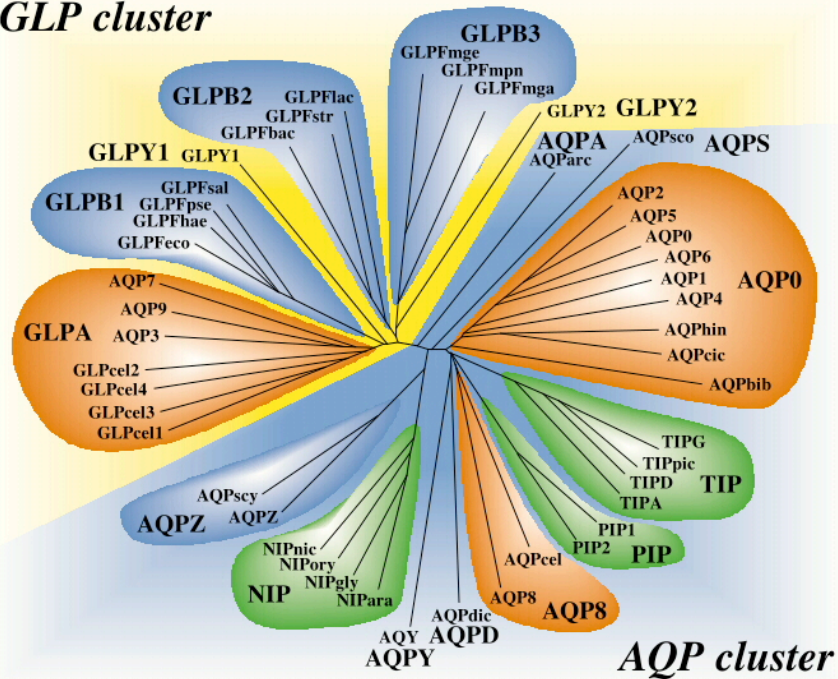 GLP cluster
GLPB3
GLPFmge
GLPFmpn
GLPFmga
GLPB2
GLPFlac
GLPFstr
GLPFbac
GLPY2 GLPY2
AQPA
AQParc
AQPsco AQPS
GLPY1 GLPY1
GLPB1
GLPFsal
GLPFpse
GLPFhae
GLPFeco
AQP2
AQP5
AQP0
AQP6
AQP1
AQP4
AQPhin
AQPcic
AQPbib
AQP0
GLPA
AQP7
AQP9
AQP3
GLPcel2
GLPcel4
GLPcel3
GLPcel1
TIPG
TIPpic
TIPD
TIPA
TIP
AQPscy
AQPZ
AQPZ
PIP1
PIP2
PIP
NIPnic
NIPory
NIPgly
NIPara
NIP
AQPcel
AQP8
AQP8
AQPdic
AQPD
AQY
AQPY
AQP cluster